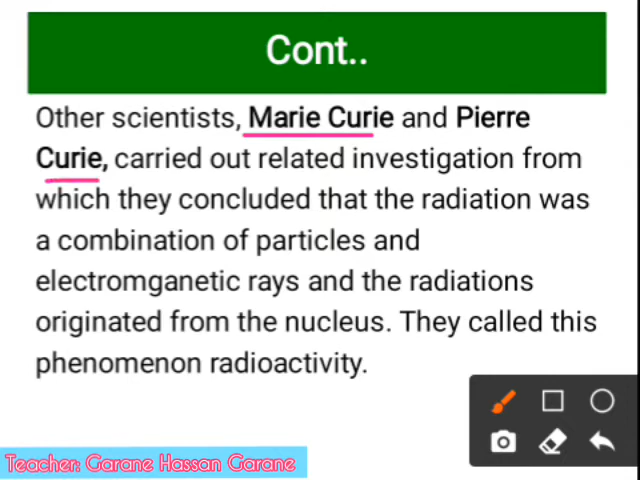 Cont..
Other scientists, Marie Curie and Pierre
Curie, carried out related investigation from
which they concluded that the radiation was
a combination of particles and
electromganetic rays and the radiations
originated from the nucleus. They called this
phenomenon radioactivity.
Teacher: Garane Hassan Garane